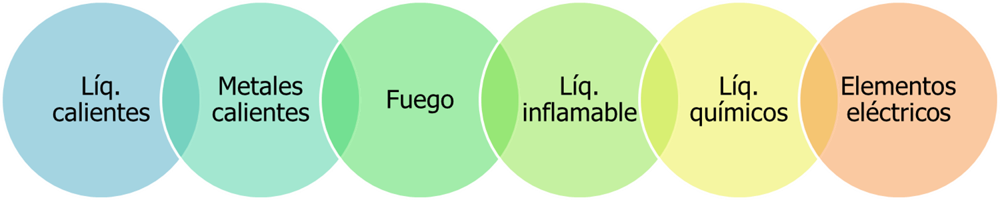 Líq.
calientes
Metales
calientes
Fuego
Líq.
inflamable
Líq.
químicos
Elementos
eléctricos